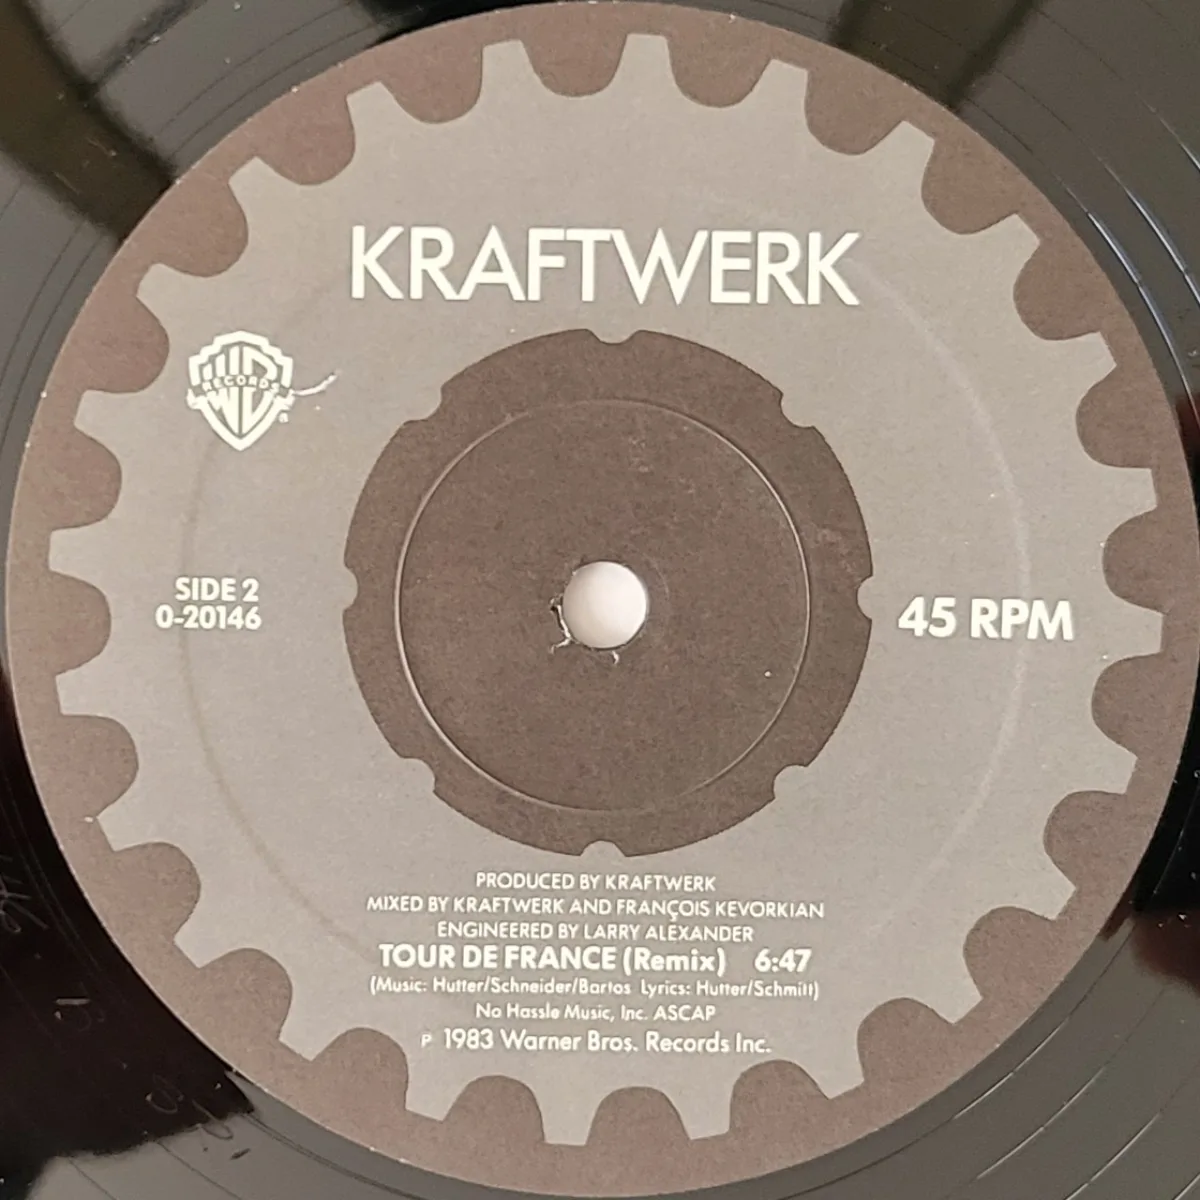 KRAFTWERK
RECORDS
SIDE 2
0-20146
45 RPM
PRODUCED BY KRAFTWERK
MIXED BY KRAFTWERK AND FRANÇOIS KEVORKIAN
ENGINEERED BY LARRY ALEXANDER
TOUR DE FRANCE (Remix) 6:47
(Music: Hutter/Schneider/Bartos Lyrics: Hutter/Schmitt)
No Hassle Music, Inc. ASCAP
℗ 1983 Warner Bros. Records Inc.